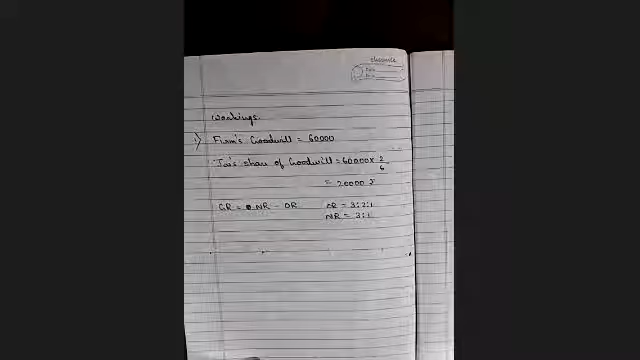 Workings.
1) Firm's Goodwill = 60000
Jai's share of Goodwill = 60000 x 2/6
= 20000 ₹
GR = NR - OR OR = 3:2:1
NR = 3:1